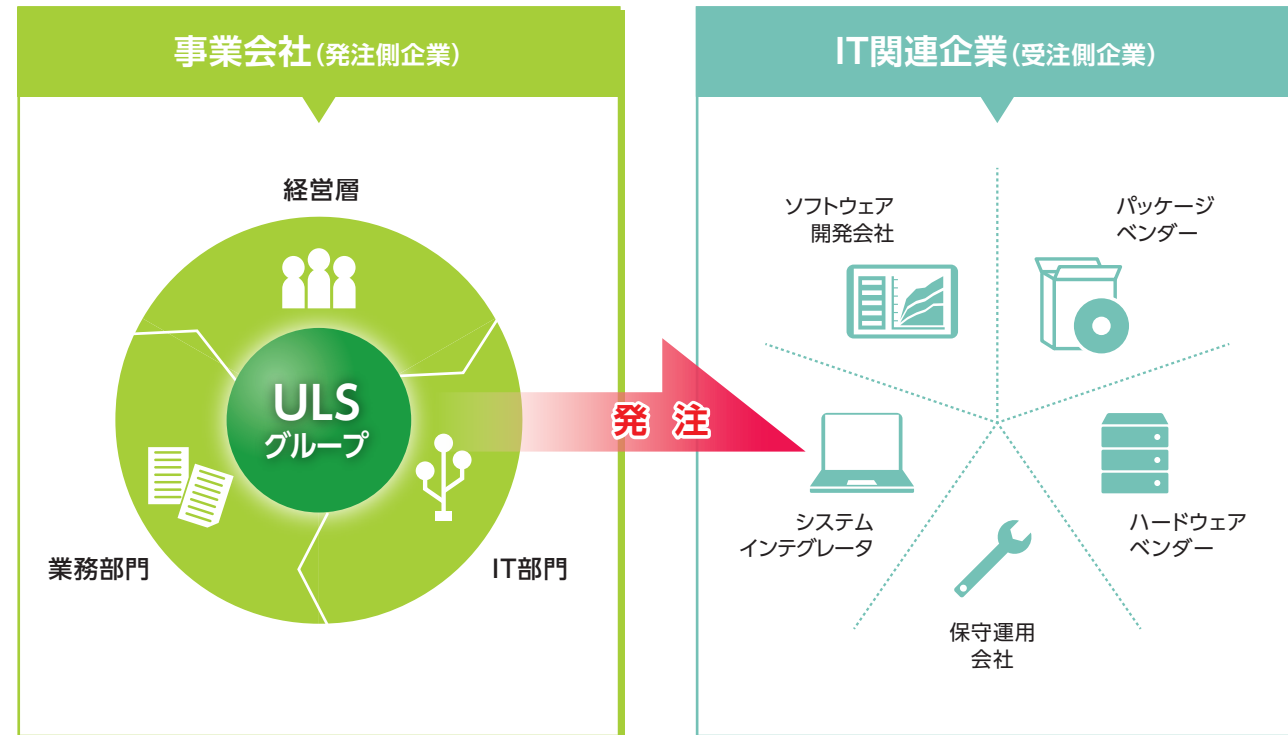 事業会社(発注側企業)
経営層
ULS
グループ
業務部門
IT部門
発 注
IT関連企業(受注側企業)
ソフトウェア
開発会社
パッケージ
ベンダー
システム
インテグレータ
ハードウェア
ベンダー
保守運用
会社